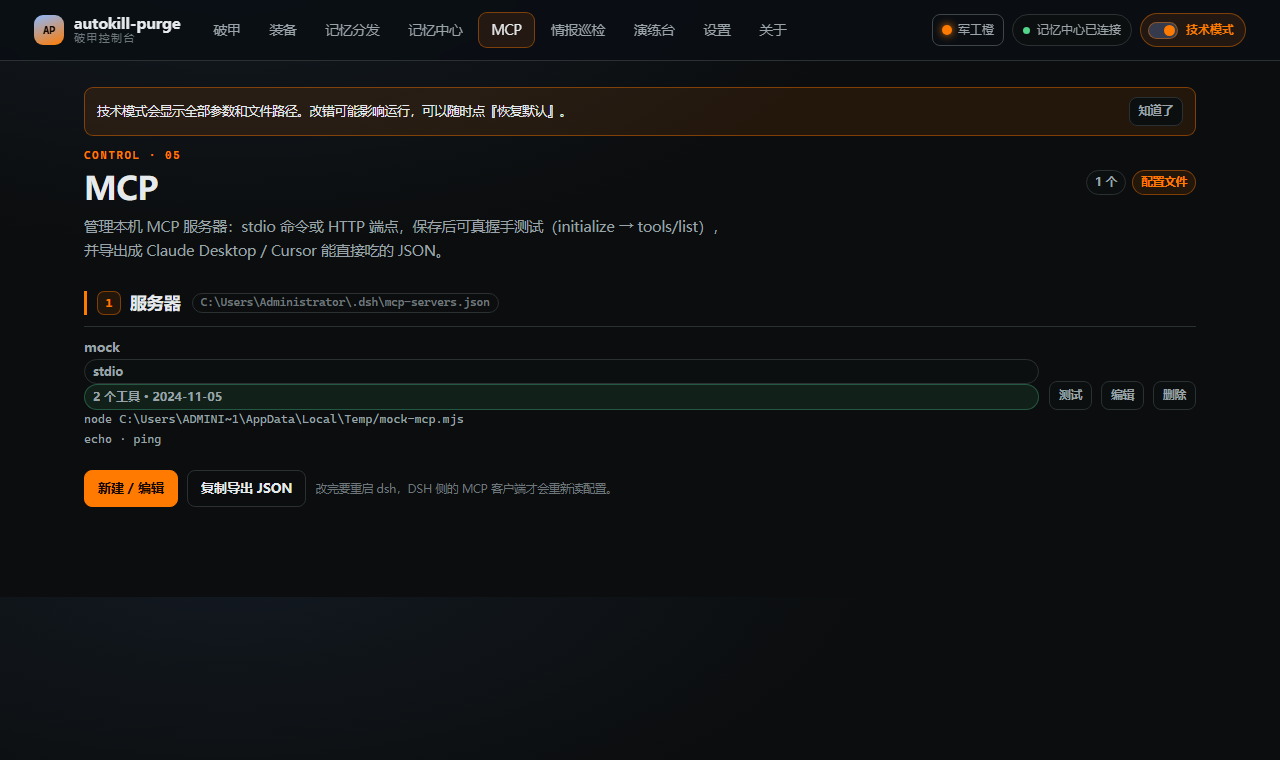 AP
autokill-purge
破甲控制台
破甲
装备
记忆分发
记忆中心
MCP
情报巡检
演练台
设置
关于
军工橙
记忆中心已连接
技术模式
技术模式会显示全部参数和文件路径。改错可能影响运行，可以随时点『恢复默认』。
知道了
CONTROL · 05
MCP
1 个
配置文件
管理本机 MCP 服务器：stdio 命令或 HTTP 端点，保存后可真握手测试（initialize → tools/list），
并导出成 Claude Desktop / Cursor 能直接吃的 JSON。
1
服务器
C:\Users\Administrator\.dsh\mcp-servers.json
mock
stdio
2 个工具 • 2024-11-05
node C:\Users\ADMINI~1\AppData\Local\Temp/mock-mcp.mjs
echo · ping
测试
编辑
删除
新建 / 编辑
复制导出 JSON
改完要重启 dsh，DSH 侧的 MCP 客户端才会重新读配置。